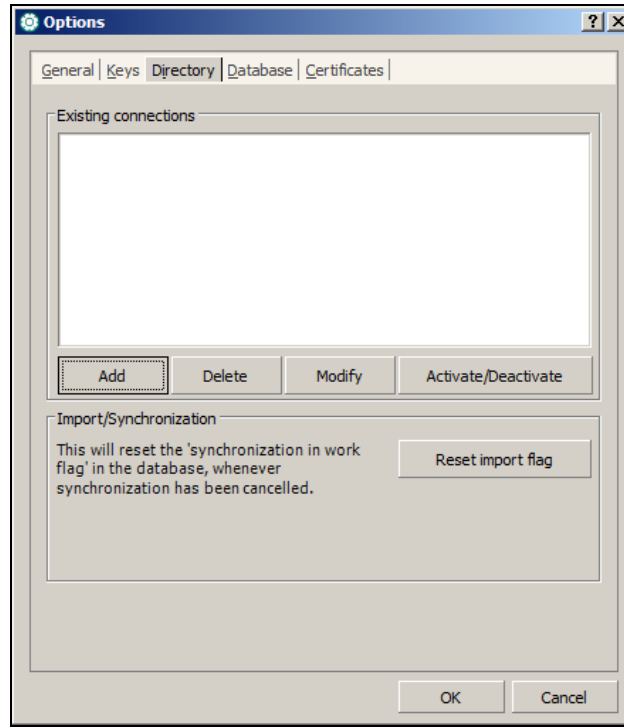 Options
General Keys Directory Database Certificates
Existing connections
Add Delete Modify Activate/Deactivate
Import/Synchronization
This will reset the 'synchronization in work
flag' in the database, whenever
synchronization has been cancelled.
Reset import flag
OK Cancel